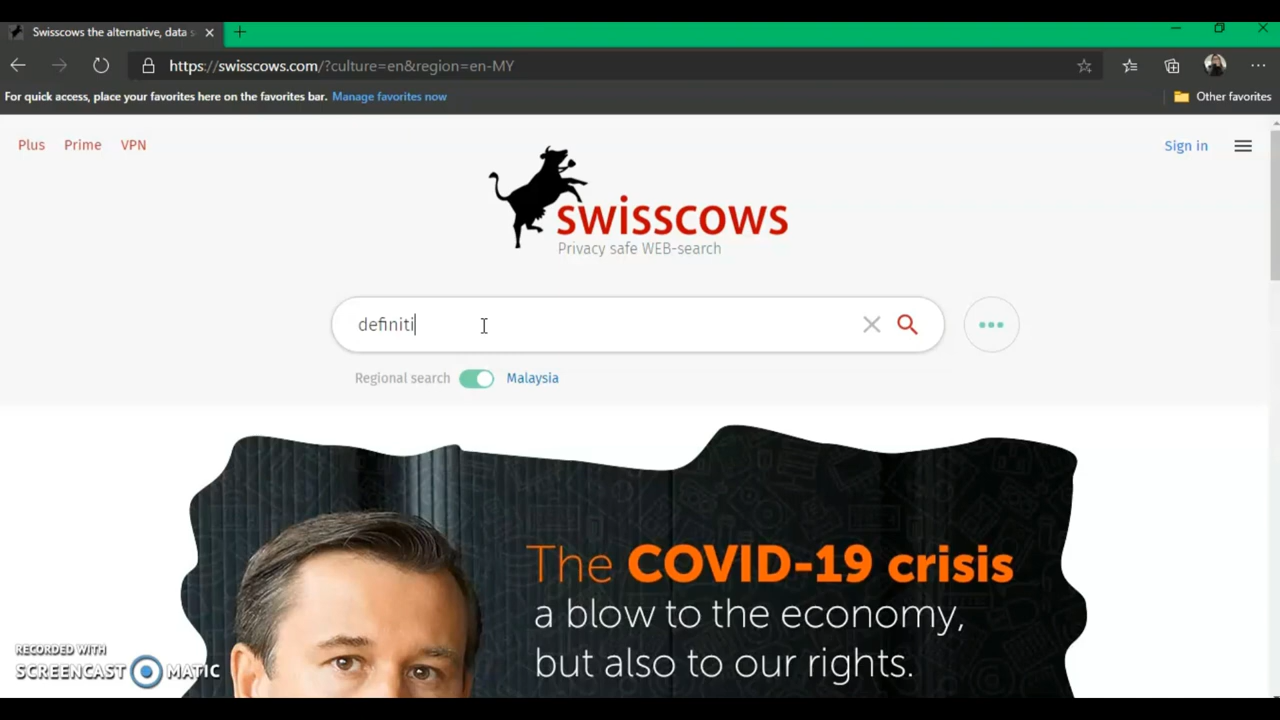 Swisscows the alternative, data s
https://swisscows.com/?culture=en&region=en-MY
For quick access, place your favorites here on the favorites bar. Manage favorites now
Other favorites
Plus Prime VPN
Sign in
swisscows
Privacy safe WEB-search
definiti
Regional search Malaysia
The COVID-19 crisis
a blow to the economy,
but also to our rights.
RECORDED WITH
SCREENCAST MATIC